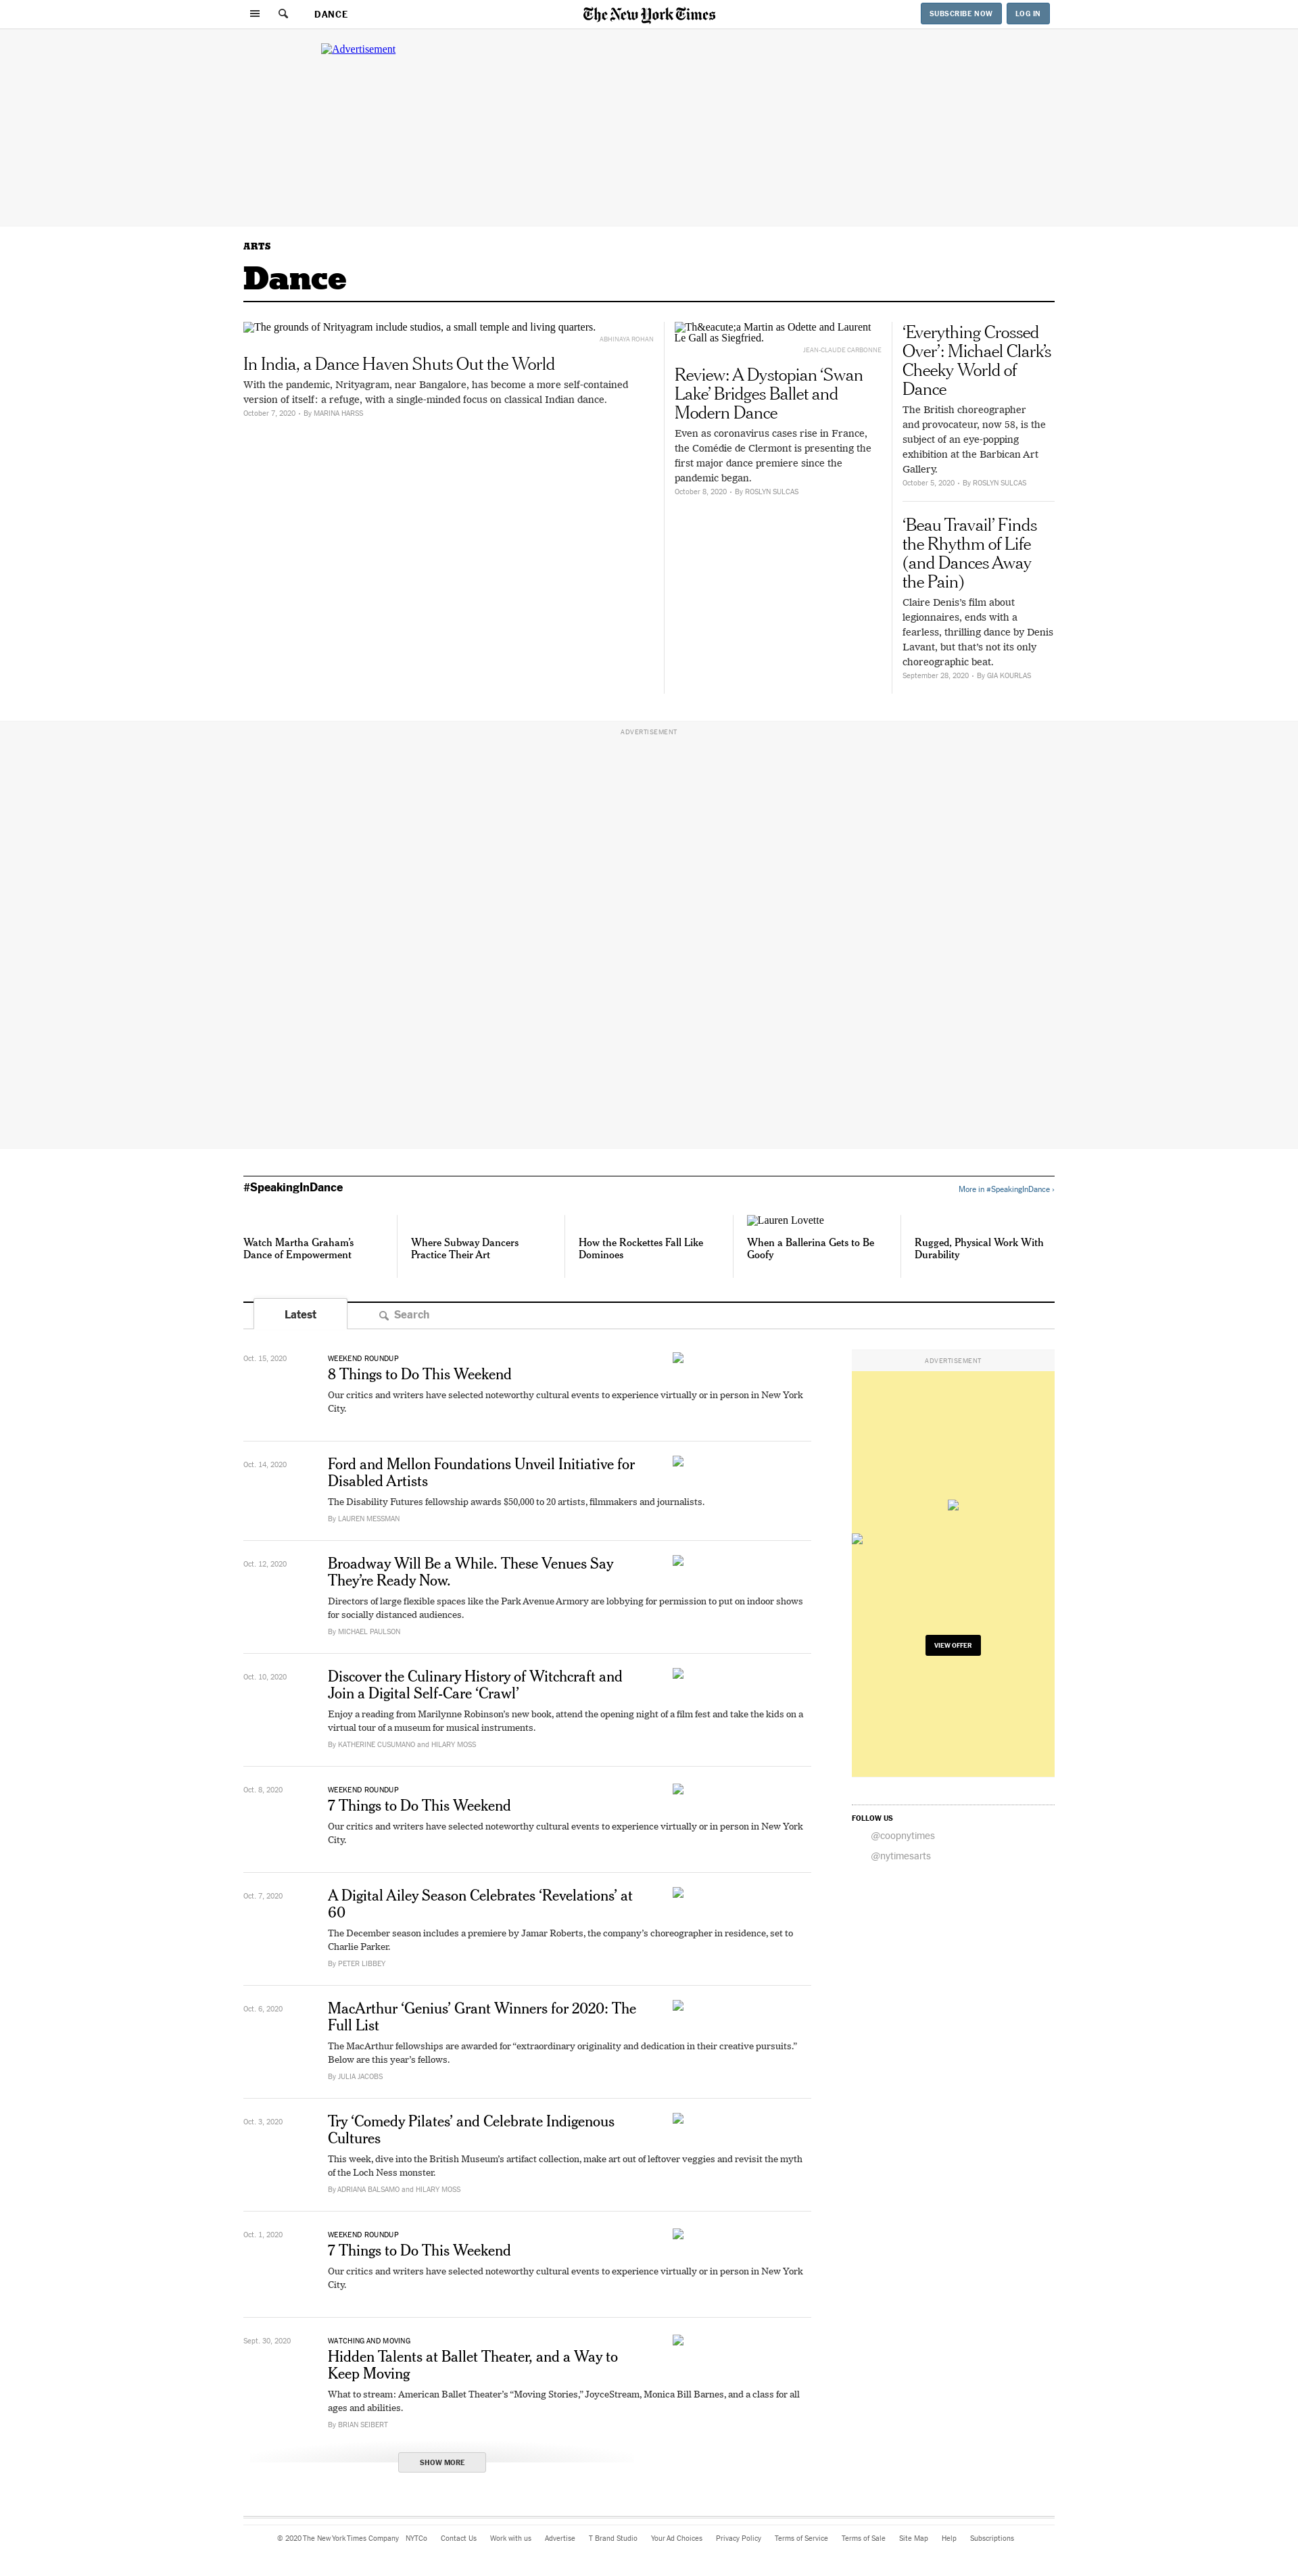 DANCE
The New York Times
SUBSCRIBE NOW
LOG IN
Advertisement
ARTS
Dance
The grounds of Nrityagram include studios, a small temple and living quarters.
ABHINAYA ROHAN
In India, a Dance Haven Shuts Out the World
With the pandemic, Nrityagram, near Bangalore, has become a more self-contained
version of itself: a refuge, with a single-minded focus on classical Indian dance.
October 7, 2020 · By MARINA HARSS
Th&eacute;a Martin as Odette and Laurent
Le Gall as Siegfried.
JEAN-CLAUDE CARBONNE
Review: A Dystopian ‘Swan
Lake’ Bridges Ballet and
Modern Dance
Even as coronavirus cases rise in France,
the Comédie de Clermont is presenting the
first major dance premiere since the
pandemic began.
October 8, 2020 · By ROSLYN SULCAS
‘Everything Crossed
Over’: Michael Clark’s
Cheeky World of
Dance
The British choreographer
and provocateur, now 58, is the
subject of an eye-popping
exhibition at the Barbican Art
Gallery.
October 5, 2020 · By ROSLYN SULCAS
‘Beau Travail’ Finds
the Rhythm of Life
(and Dances Away
the Pain)
Claire Denis’s film about
legionnaires, ends with a
fearless, thrilling dance by Denis
Lavant, but that’s not its only
choreographic beat.
September 28, 2020 · By GIA KOURLAS
ADVERTISEMENT
#SpeakingInDance
More in #SpeakingInDance ›
Watch Martha Graham’s
Dance of Empowerment
Where Subway Dancers
Practice Their Art
How the Rockettes Fall Like
Dominoes
Lauren Lovette
When a Ballerina Gets to Be
Goofy
Rugged, Physical Work With
Durability
Latest
Search
Oct. 15, 2020
WEEKEND ROUNDUP
8 Things to Do This Weekend
Our critics and writers have selected noteworthy cultural events to experience virtually or in person in New York
City.
Oct. 14, 2020
Ford and Mellon Foundations Unveil Initiative for
Disabled Artists
The Disability Futures fellowship awards $50,000 to 20 artists, filmmakers and journalists.
By LAUREN MESSMAN
Oct. 12, 2020
Broadway Will Be a While. These Venues Say
They’re Ready Now.
Directors of large flexible spaces like the Park Avenue Armory are lobbying for permission to put on indoor shows
for socially distanced audiences.
By MICHAEL PAULSON
Oct. 10, 2020
Discover the Culinary History of Witchcraft and
Join a Digital Self-Care ‘Crawl’
Enjoy a reading from Marilynne Robinson’s new book, attend the opening night of a film fest and take the kids on a
virtual tour of a museum for musical instruments.
By KATHERINE CUSUMANO and HILARY MOSS
Oct. 8, 2020
WEEKEND ROUNDUP
7 Things to Do This Weekend
Our critics and writers have selected noteworthy cultural events to experience virtually or in person in New York
City.
Oct. 7, 2020
A Digital Ailey Season Celebrates ‘Revelations’ at
60
The December season includes a premiere by Jamar Roberts, the company’s choreographer in residence, set to
Charlie Parker.
By PETER LIBBEY
Oct. 6, 2020
MacArthur ‘Genius’ Grant Winners for 2020: The
Full List
The MacArthur fellowships are awarded for “extraordinary originality and dedication in their creative pursuits.”
Below are this year’s fellows.
By JULIA JACOBS
Oct. 3, 2020
Try ‘Comedy Pilates’ and Celebrate Indigenous
Cultures
This week, dive into the British Museum’s artifact collection, make art out of leftover veggies and revisit the myth
of the Loch Ness monster.
By ADRIANA BALSAMO and HILARY MOSS
Oct. 1, 2020
WEEKEND ROUNDUP
7 Things to Do This Weekend
Our critics and writers have selected noteworthy cultural events to experience virtually or in person in New York
City.
Sept. 30, 2020
WATCHING AND MOVING
Hidden Talents at Ballet Theater, and a Way to
Keep Moving
What to stream: American Ballet Theater’s “Moving Stories,” JoyceStream, Monica Bill Barnes, and a class for all
ages and abilities.
By BRIAN SEIBERT
SHOW MORE
ADVERTISEMENT
VIEW OFFER
FOLLOW US
@coopnytimes
@nytimesarts
© 2020 The New York Times Company NYTCo Contact Us Work with us Advertise T Brand Studio Your Ad Choices Privacy Policy Terms of Service Terms of Sale Site Map Help Subscriptions